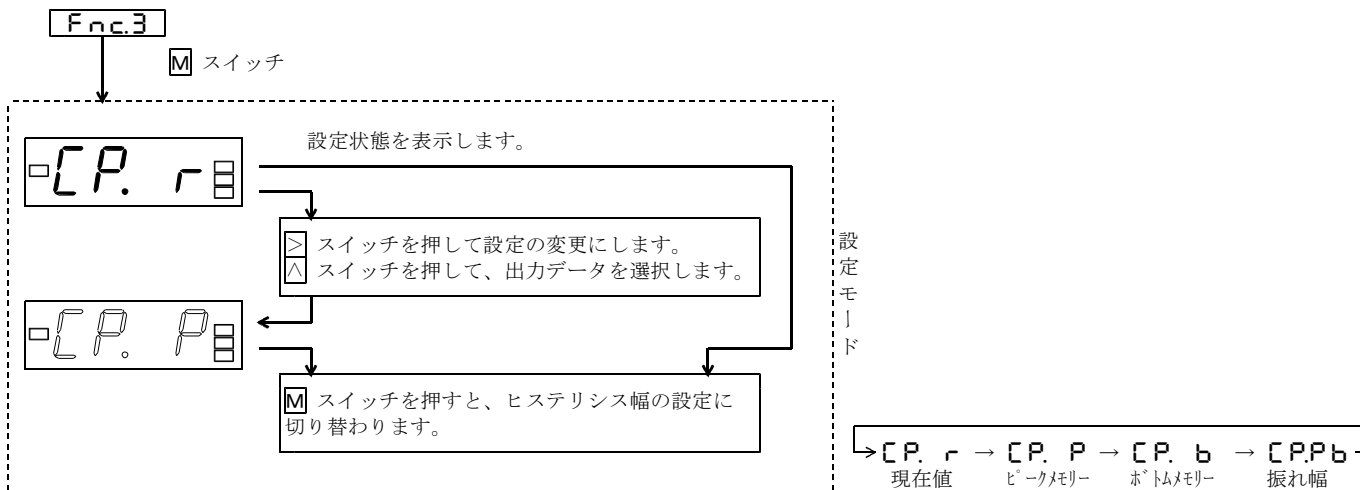 Fnc.3
M スイッチ
設定状態を表示します。
CP. r
> スイッチを押して設定の変更にします。
∧ スイッチを押して、出力データを選択します。
CP. P
M スイッチを押すと、ヒステリシス幅の設定に
切り替わります。
設定モード
CP. r → CP. P → CP. b → CP.Pb
現在値 ﾋﾟｰｸﾒﾓﾘｰ ﾎﾞﾄﾑﾒﾓﾘｰ 振れ幅